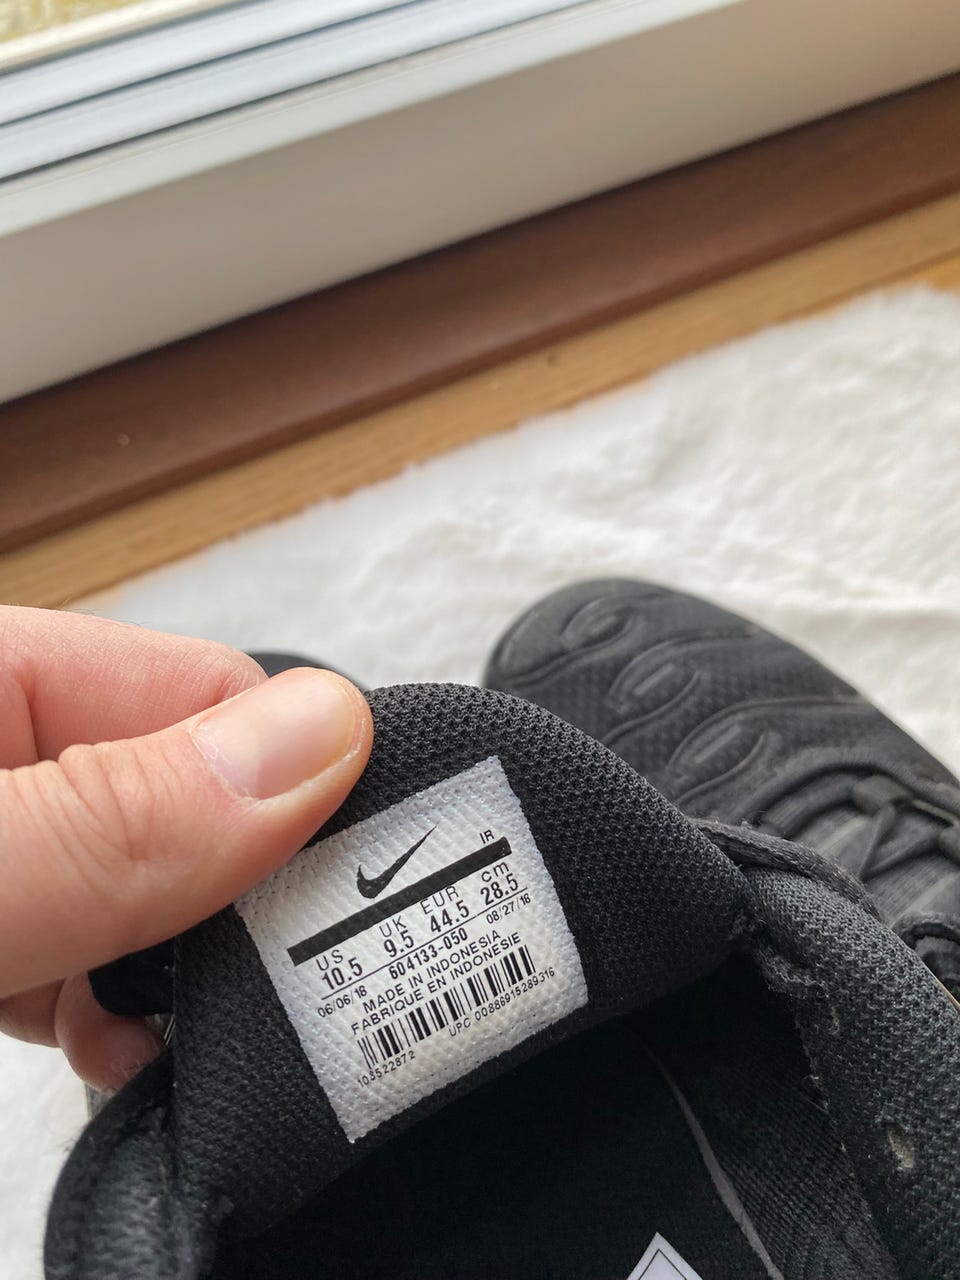 IR
US UK EUR cm
10.5 9.5 44.5 28.5
604133-050
06/06/18 08/27/18
MADE IN INDONESIA
FABRIQUE EN INDONESIE
103522872 UPC 00886915289316